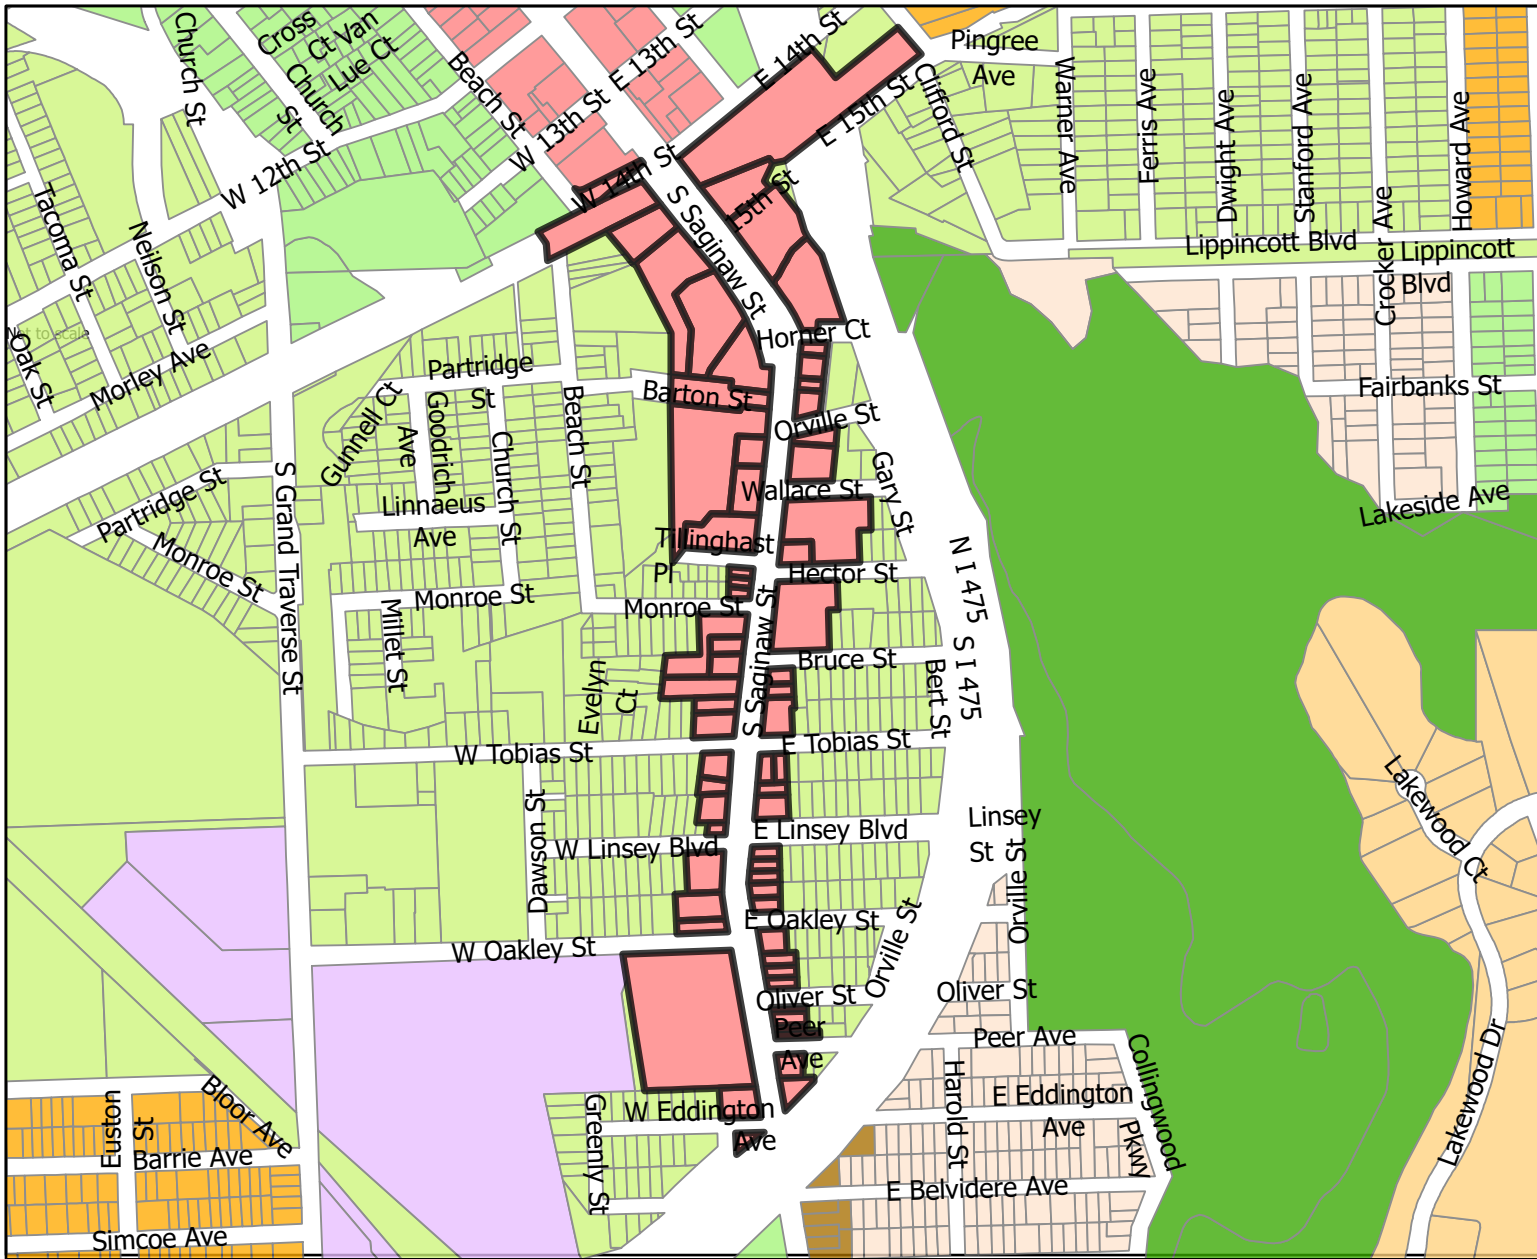 Church St
Cross
Ct
Van
Lue Ct
Church
St
Beach St
E 13th St
W 13th St
E 14th St
W 14th St
E 15th St
15th St
Clifford St
Pingree
Ave
Warner Ave
Ferris Ave
Dwight Ave
Stanford Ave
Crocker Ave
Howard Ave
Lippincott Blvd
Lippincott
Blvd
W 12th St
Tacoma St
Neilson St
Not to scale
Oak St
Morley Ave
S Saginaw St
Horner Ct
Partridge
St
Barton St
Orville St
Gunnell Ct
Goodrich
Ave
Church St
Beach St
Fairbanks St
Lakeside Ave
Linnaeus
Ave
Wallace St
Gary St
Partridge St
Monroe St
S Grand Traverse St
Tillinghast
Pl
Hector St
Monroe St
Monroe St
Millet St
N I 475
S I 475
S Saginaw St
Evelyn
Ct
Bruce St
Bert St
W Tobias St
E Tobias St
Dawson St
W Linsey Blvd
E Linsey Blvd
Linsey
St
Orville St
Lakewood Ct
W Oakley St
E Oakley St
Orville St
Oliver St
Oliver St
Peer
Ave
Peer Ave
Collingwood
Pkwy
Lakewood Dr
Harold St
E Eddington
Ave
W Eddington
Ave
Greenly St
Euston
St
Bloor Ave
Barrie Ave
Simcoe Ave
E Belvidere Ave